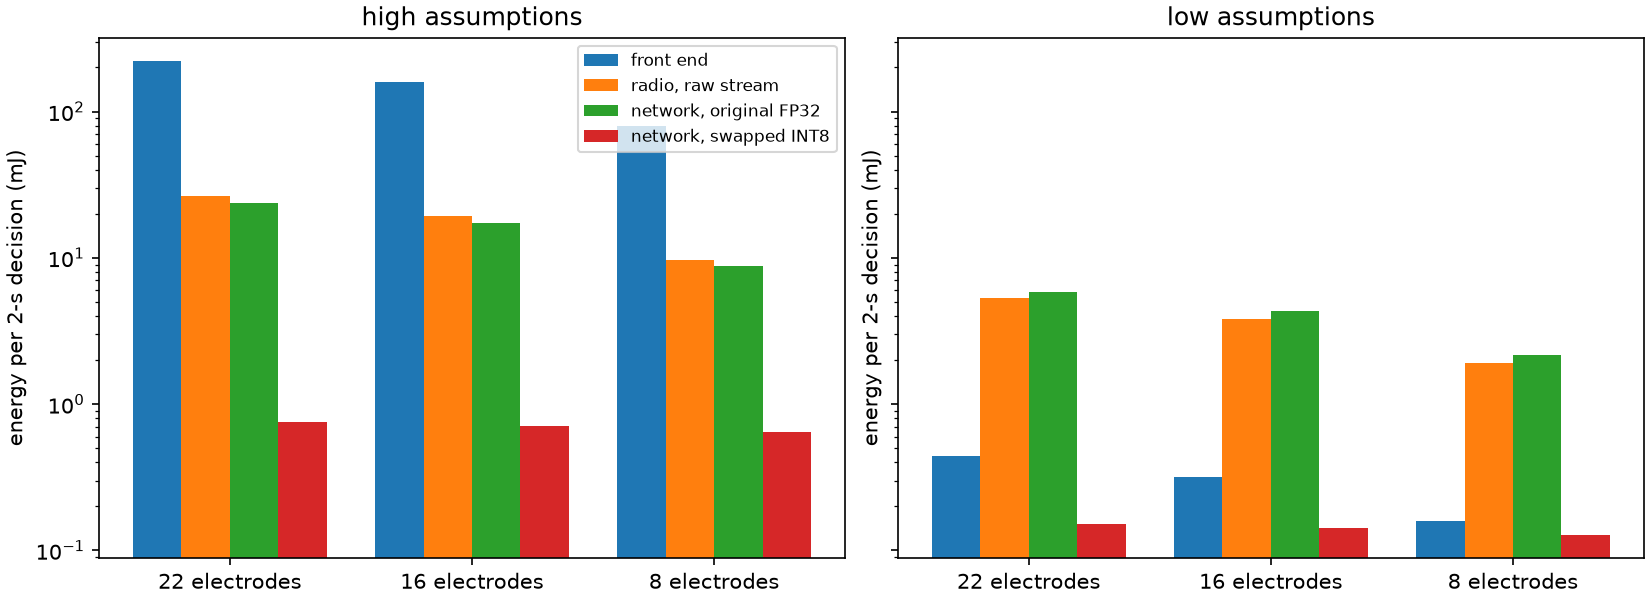 high assumptions
energy per 2-s decision (mJ)
10²
10¹
10⁰
10⁻¹
front end
radio, raw stream
network, original FP32
network, swapped INT8
22 electrodes
16 electrodes
8 electrodes
low assumptions
energy per 2-s decision (mJ)
22 electrodes
16 electrodes
8 electrodes